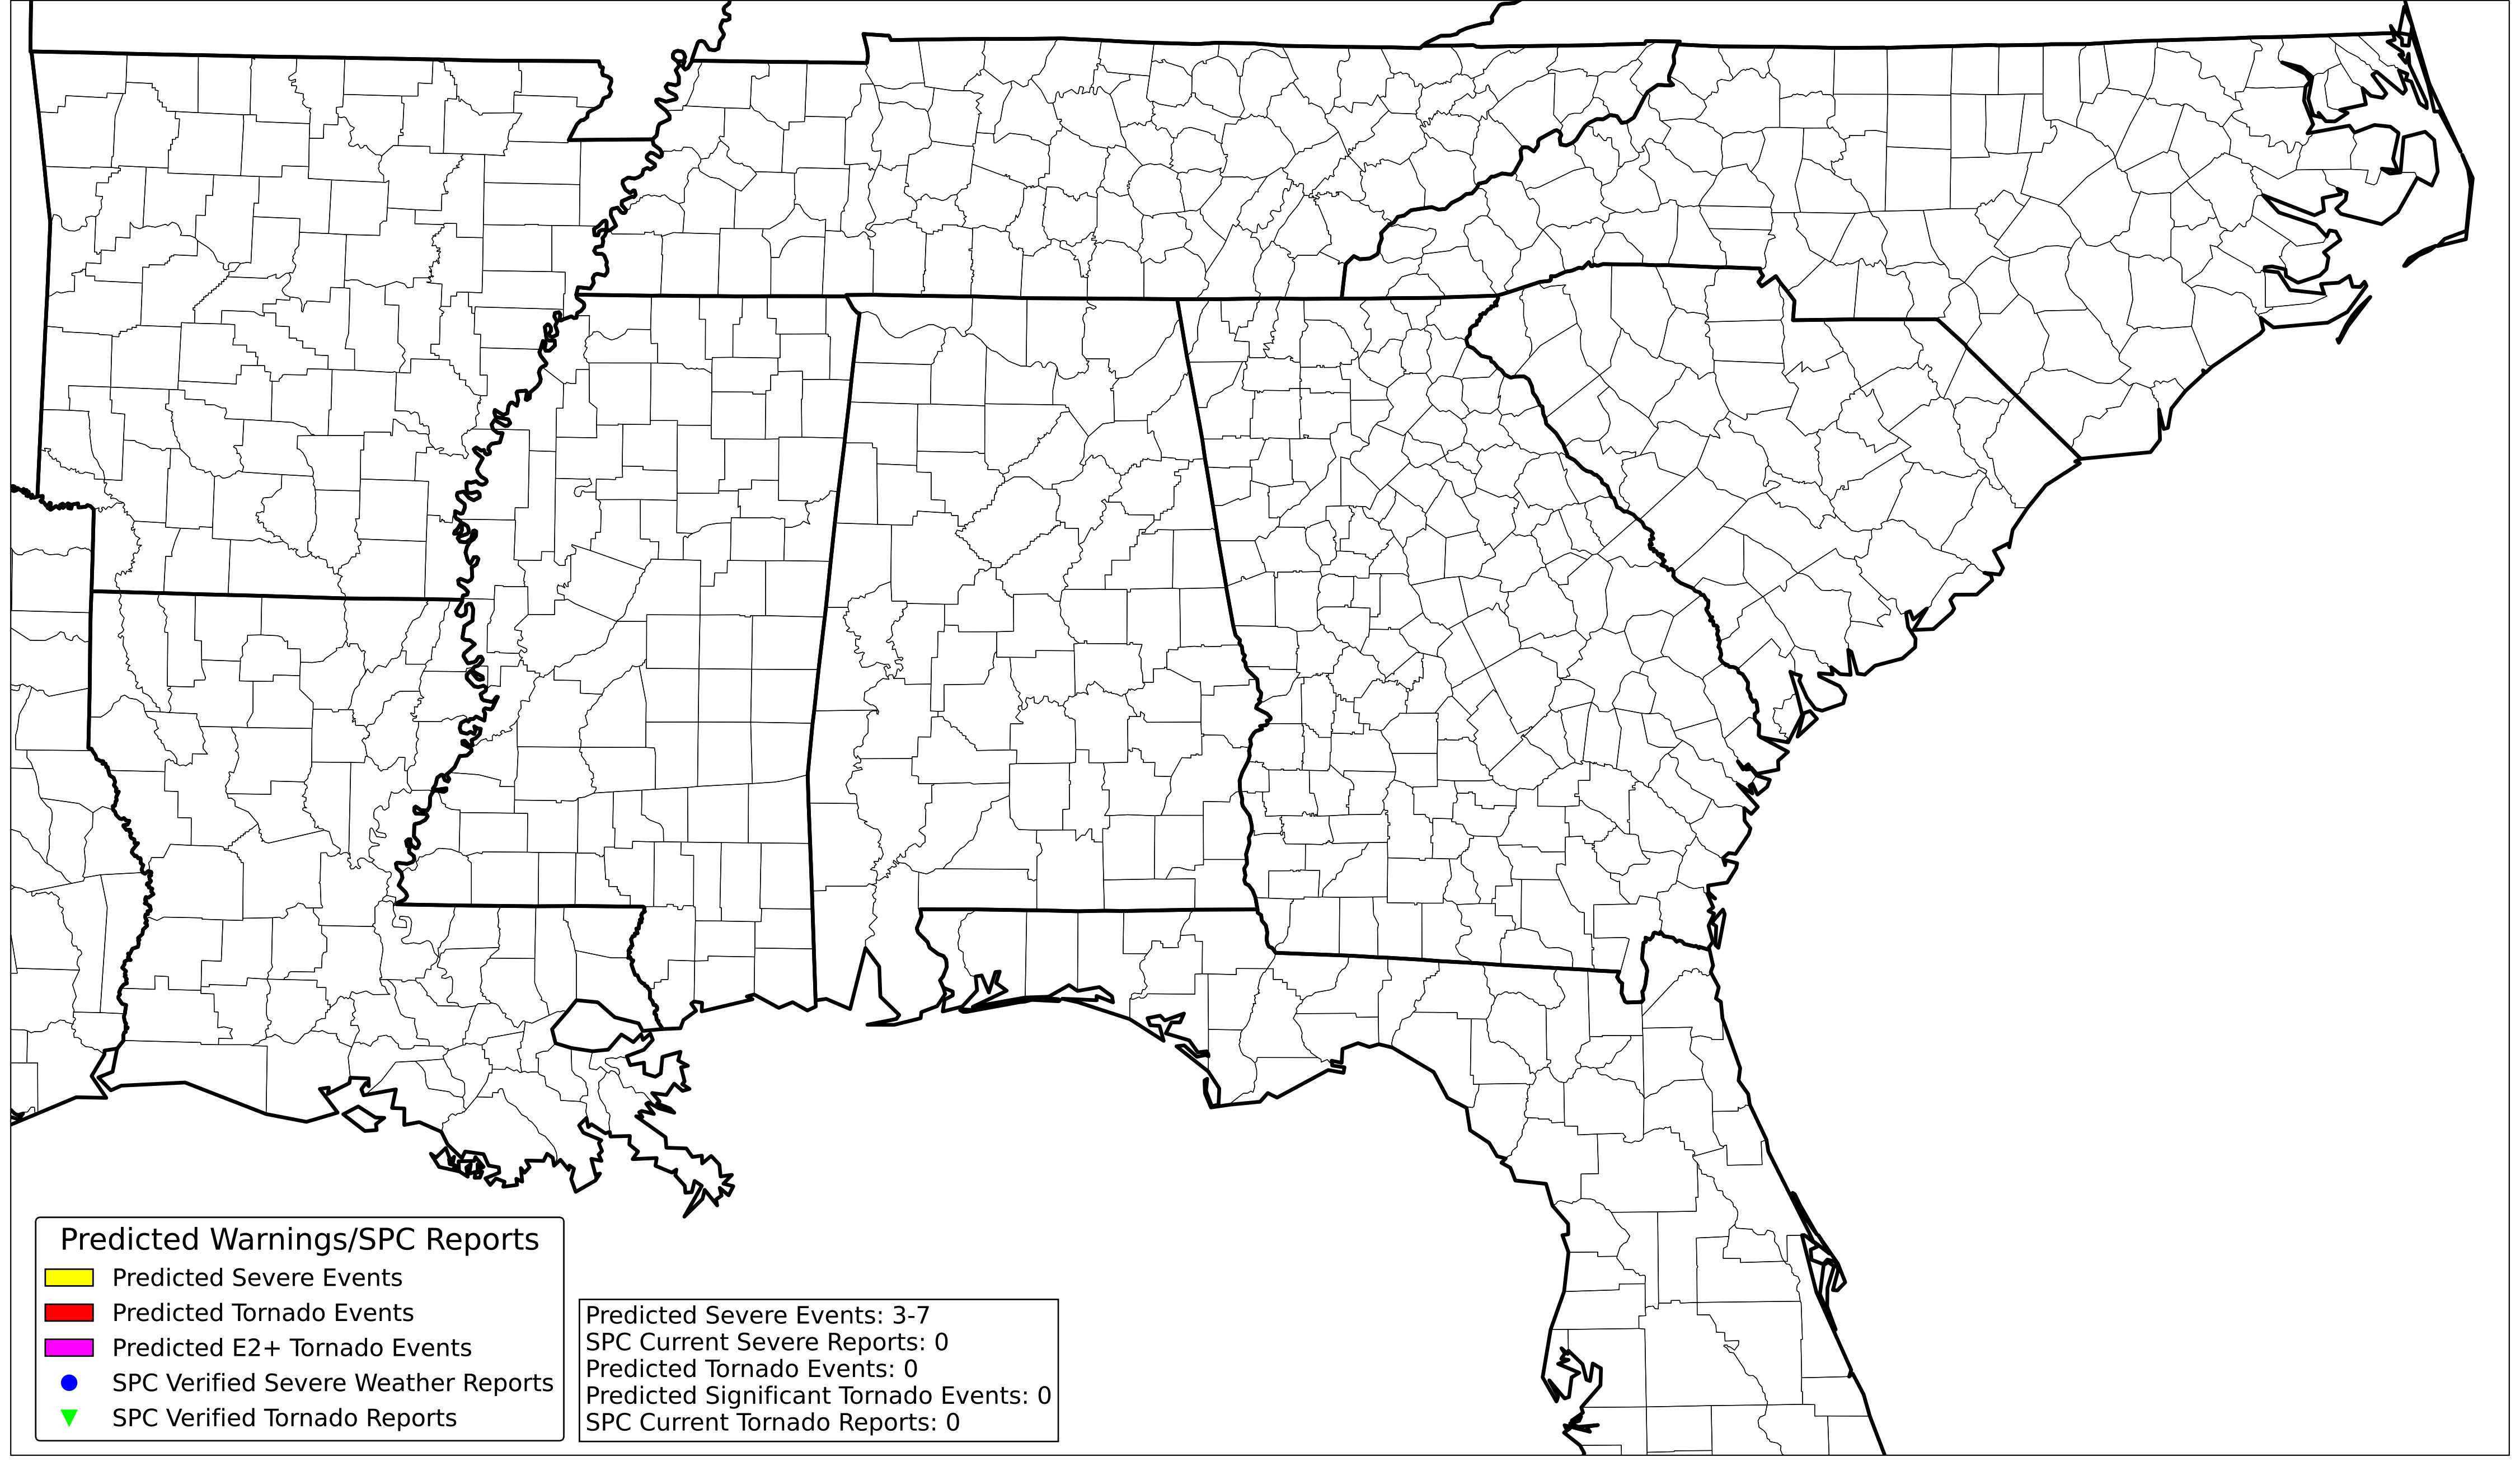 Predicted Warnings/SPC Reports
Predicted Severe Events
Predicted Tornado Events
Predicted E2+ Tornado Events
SPC Verified Severe Weather Reports
SPC Verified Tornado Reports
Predicted Severe Events: 3-7
SPC Current Severe Reports: 0
Predicted Tornado Events: 0
Predicted Significant Tornado Events: 0
SPC Current Tornado Reports: 0